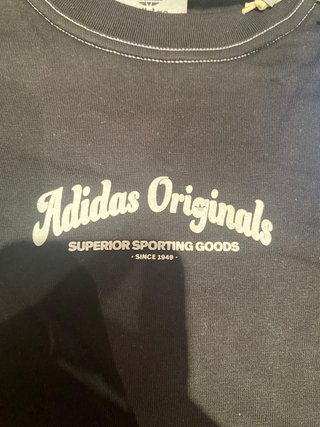 Adidas Originals
SUPERIOR SPORTING GOODS
· SINCE 1949 ·